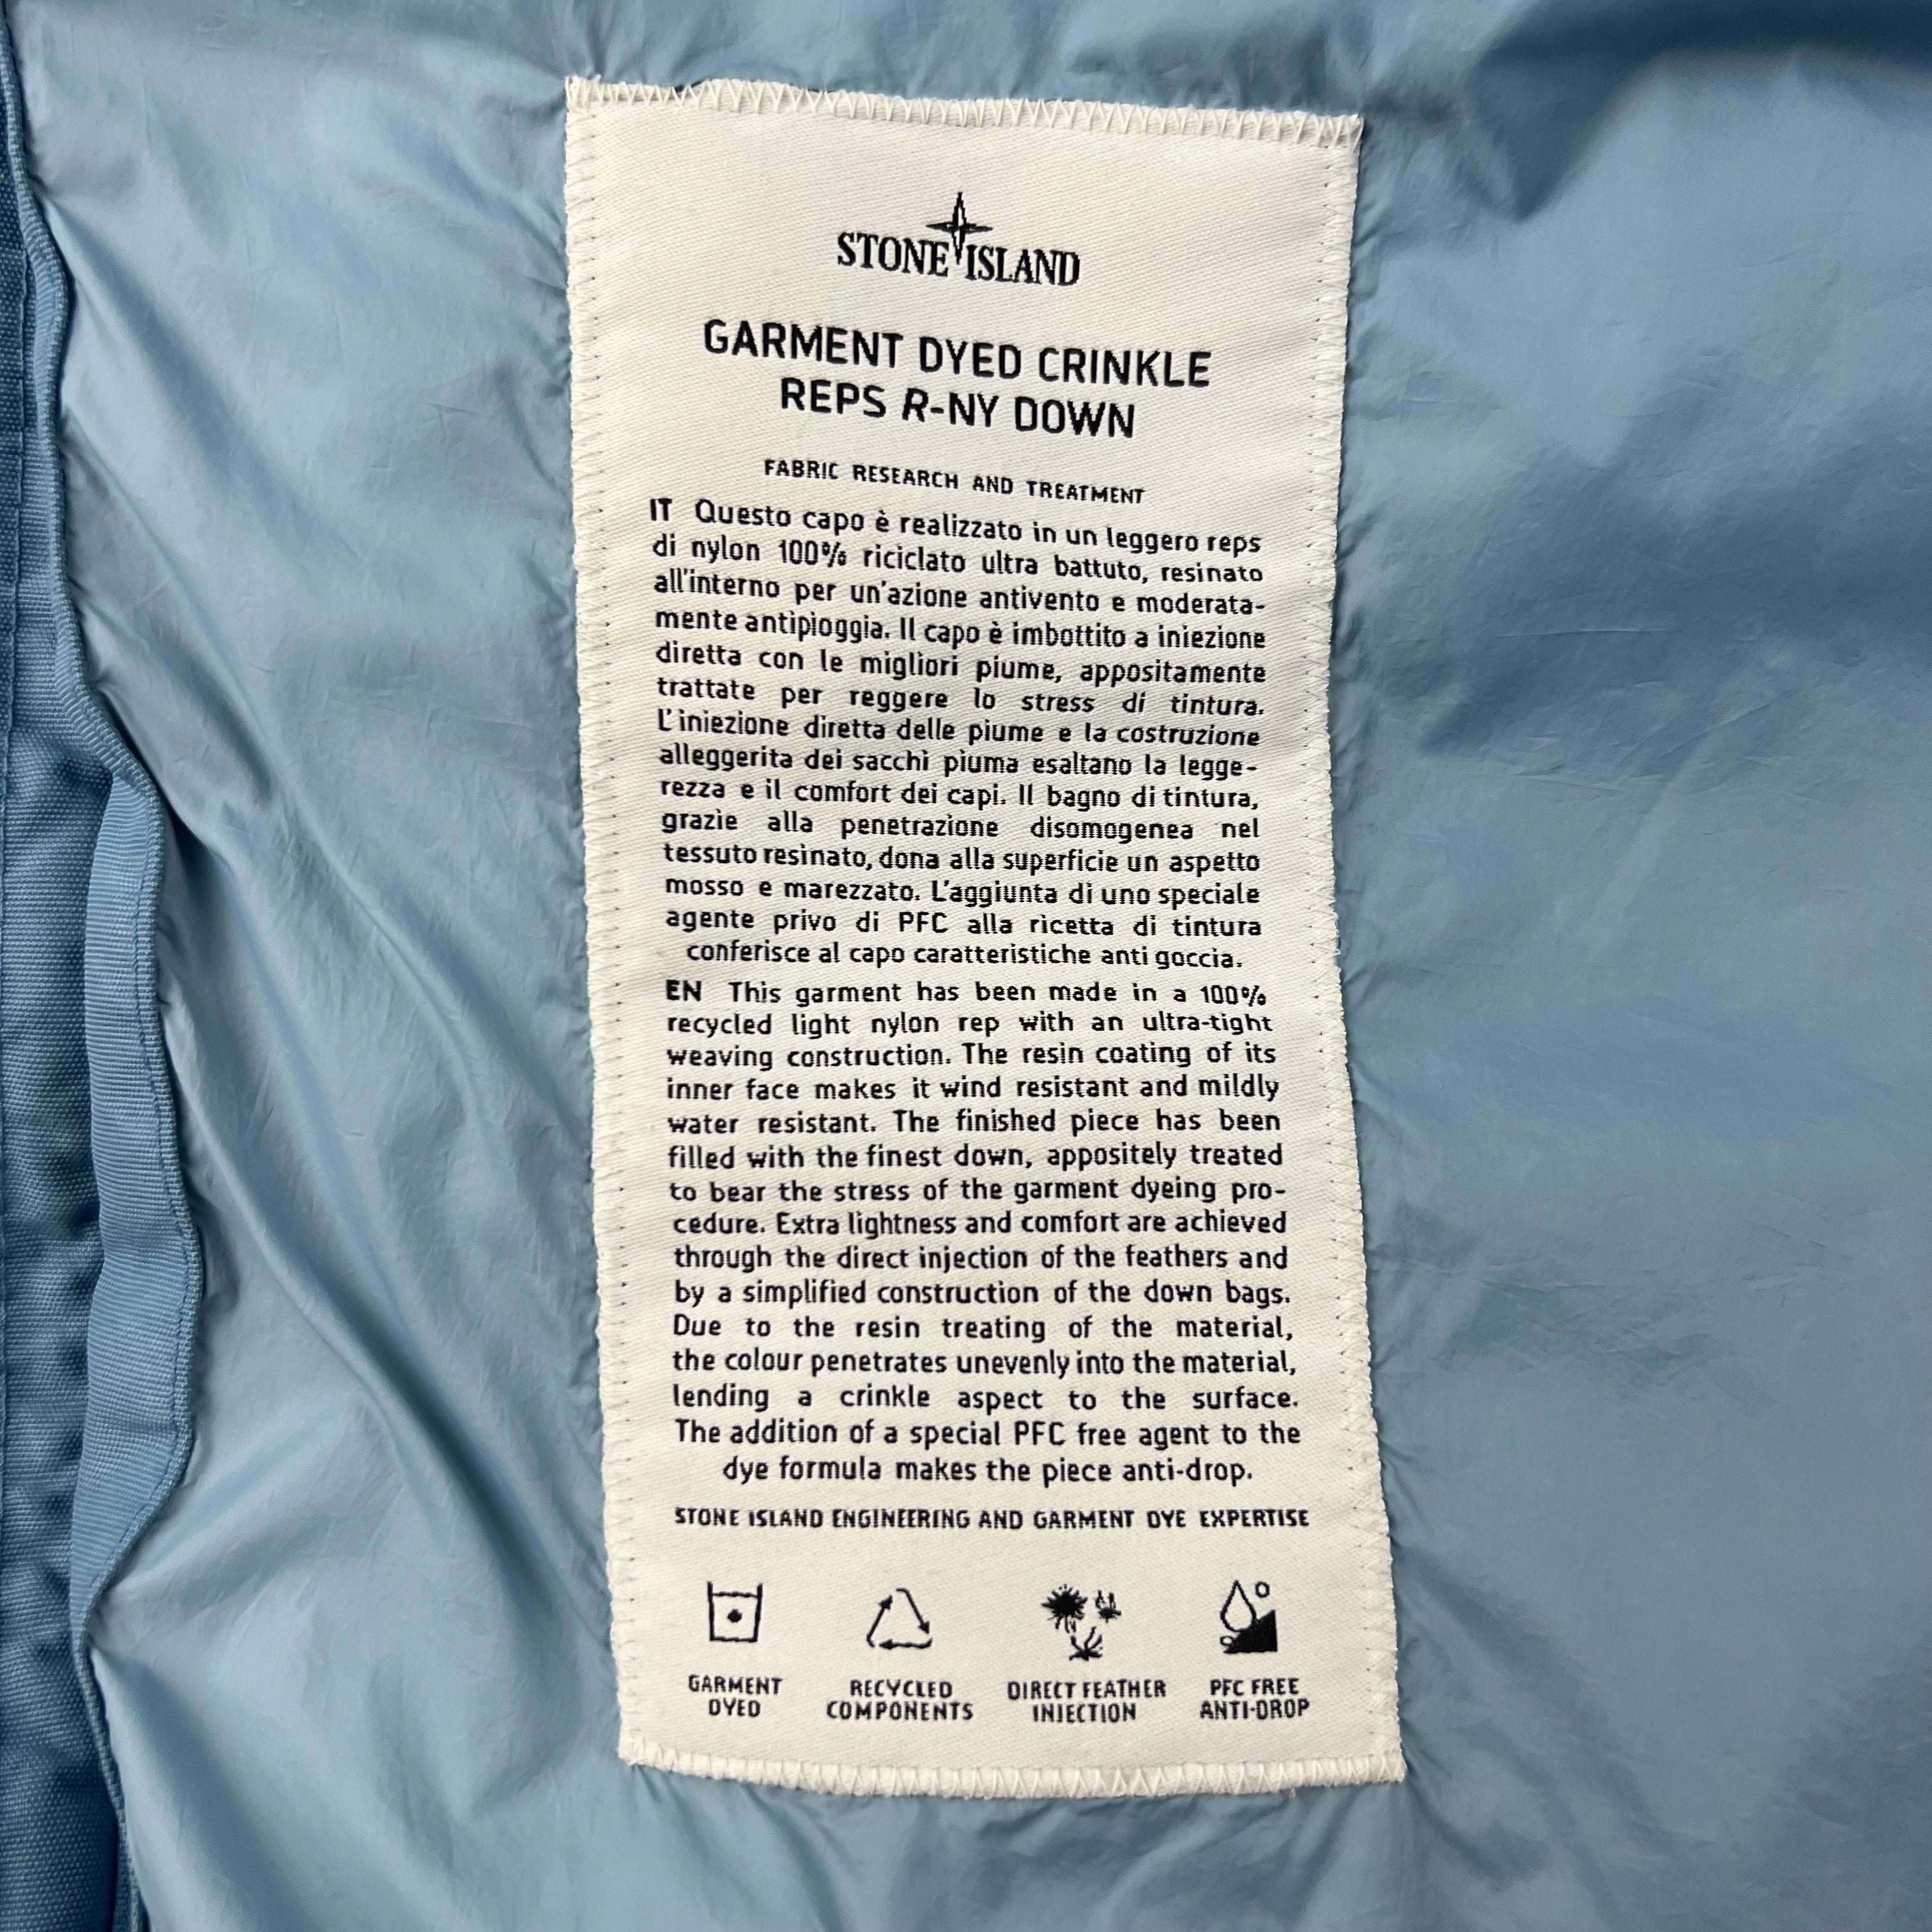 STONE ISLAND
GARMENT DYED CRINKLE
REPS R-NY DOWN
FABRIC RESEARCH AND TREATMENT
IT Questo capo è realizzato in un leggero reps
di nylon 100% riciclato ultra battuto, resinato
all'interno per un'azione antivento e moderata-
mente antipioggia. Il capo è imbottito a iniezione
diretta con le migliori piume, appositamente
trattate per reggere lo stress di tintura.
L'iniezione diretta delle piume e la costruzione
alleggerita dei sacchi piuma esaltano la legge-
rezza e il comfort dei capi. Il bagno di tintura,
grazie alla penetrazione disomogenea nel
tessuto resinato, dona alla superficie un aspetto
mosso e marezzato. L'aggiunta di uno speciale
agente privo di PFC alla ricetta di tintura
conferisce al capo caratteristiche anti goccia.
EN This garment has been made in a 100%
recycled light nylon rep with an ultra-tight
weaving construction. The resin coating of its
inner face makes it wind resistant and mildly
water resistant. The finished piece has been
filled with the finest down, appositely treated
to bear the stress of the garment dyeing pro-
cedure. Extra lightness and comfort are achieved
through the direct injection of the feathers and
by a simplified construction of the down bags.
Due to the resin treating of the material,
the colour penetrates unevenly into the material,
lending a crinkle aspect to the surface.
The addition of a special PFC free agent to the
dye formula makes the piece anti-drop.
STONE ISLAND ENGINEERING AND GARMENT DYE EXPERTISE
GARMENT DYED
RECYCLED COMPONENTS
DIRECT FEATHER INJECTION
PFC FREE ANTI-DROP